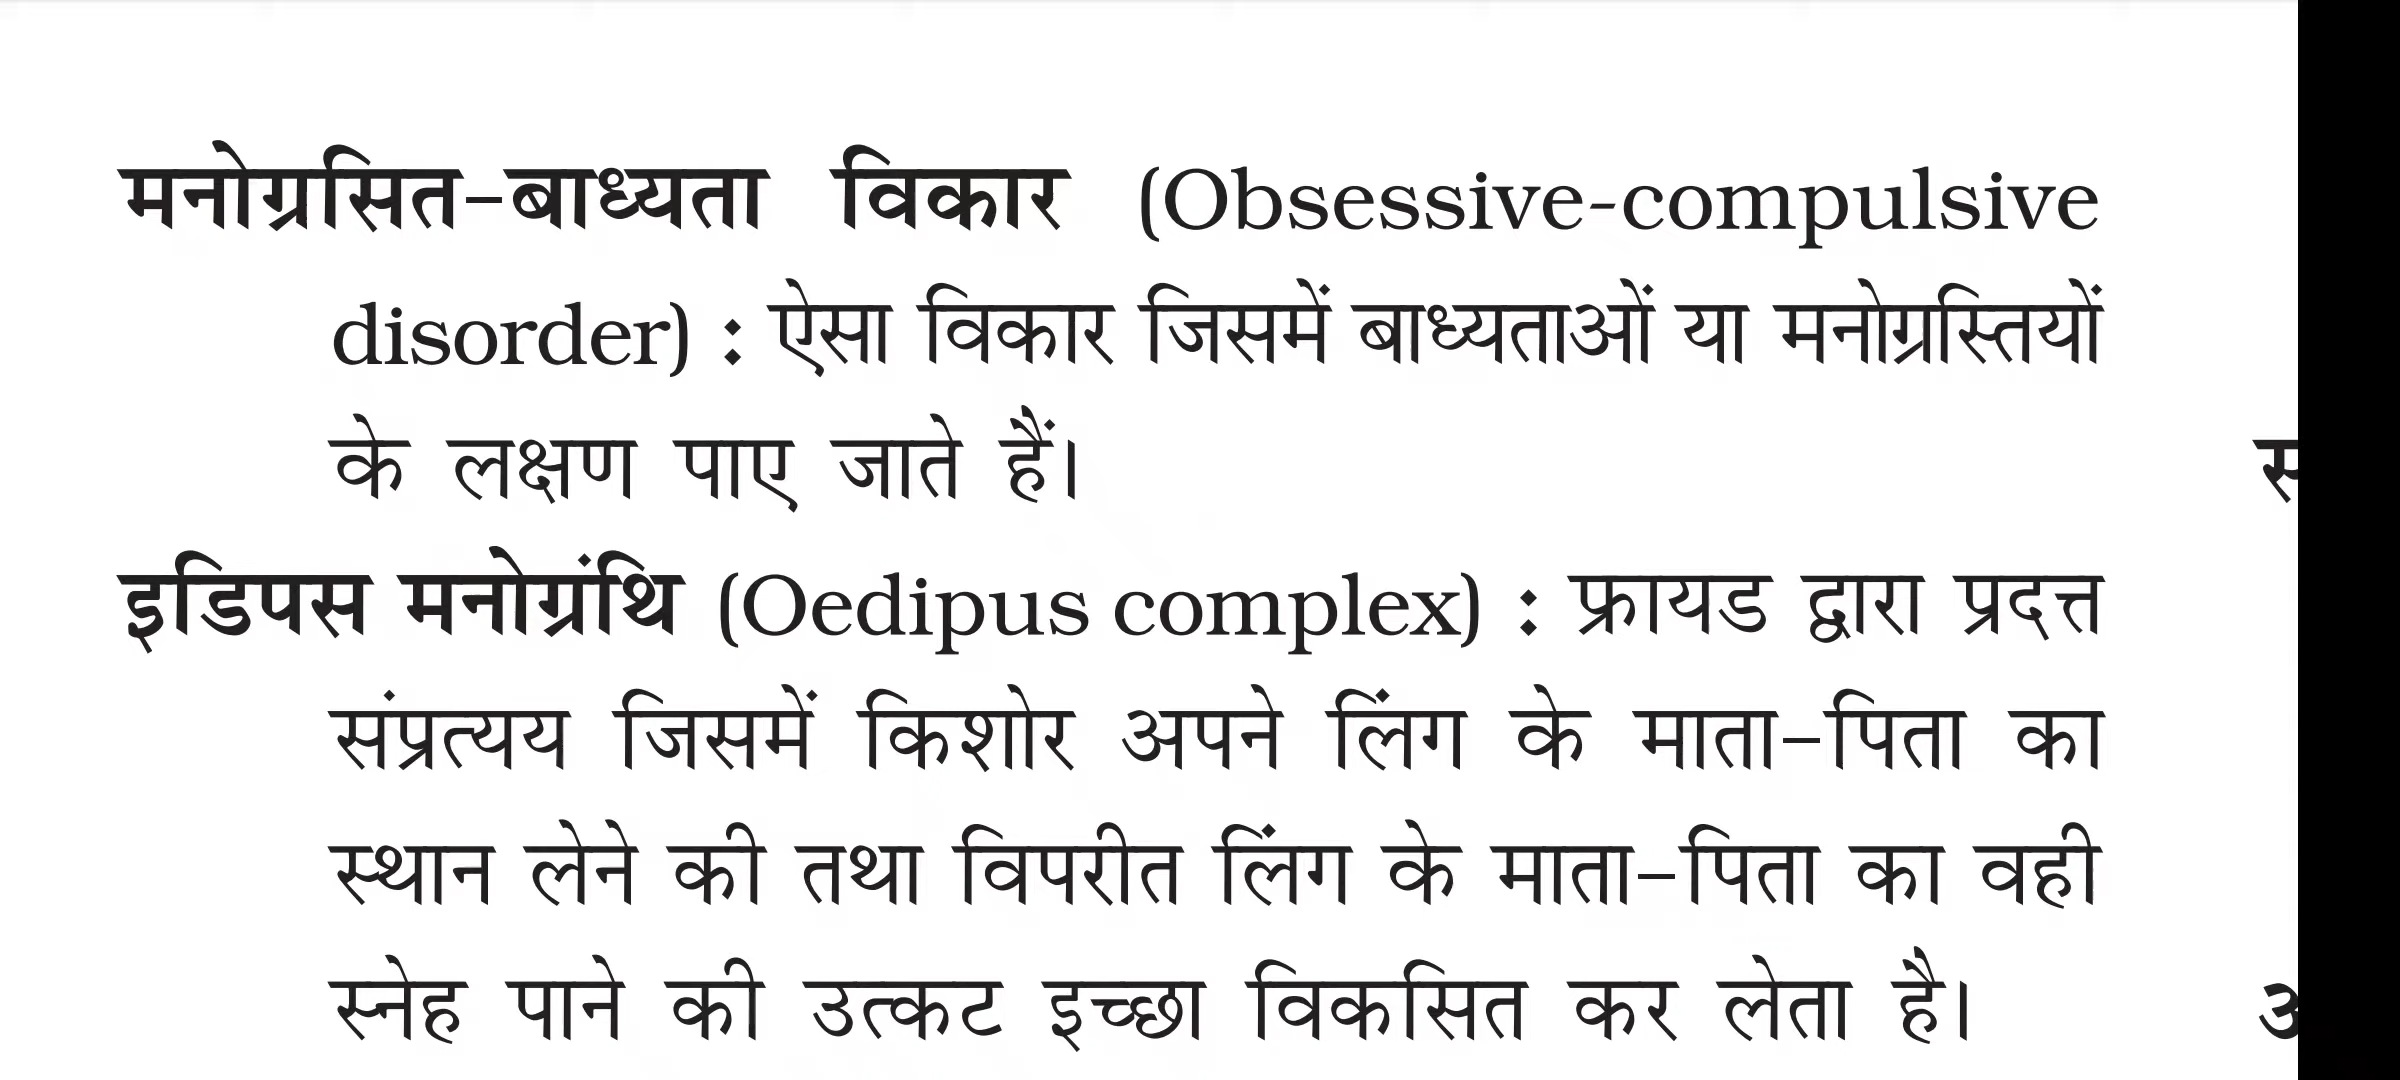 मनोग्रसित-बाध्यता विकार (Obsessive-compulsive
disorder) : ऐसा विकार जिसमें बाध्यताओं या मनोग्रस्तियों
के लक्षण पाए जाते हैं।
इडिपस मनोग्रंथि (Oedipus complex) : फ्रायड द्वारा प्रदत्त
संप्रत्यय जिसमें किशोर अपने लिंग के माता-पिता का
स्थान लेने की तथा विपरीत लिंग के माता-पिता का वही
स्नेह पाने की उत्कट इच्छा विकसित कर लेता है।